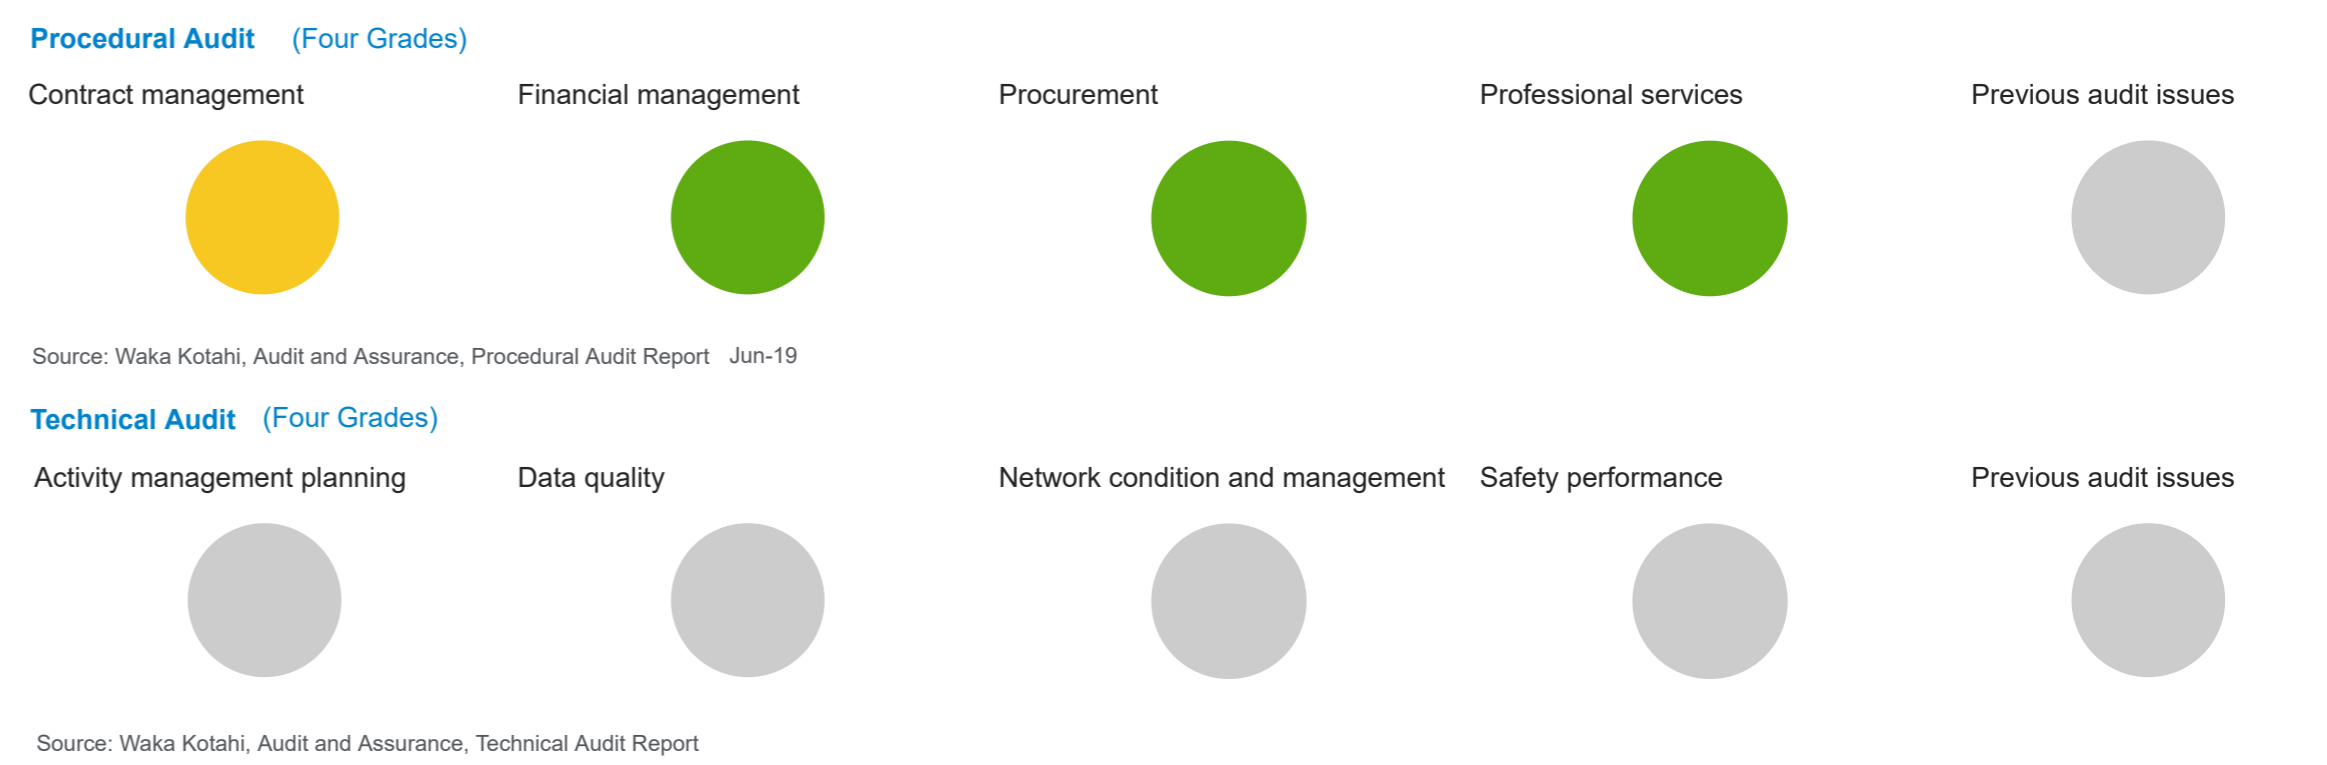 Procedural Audit (Four Grades)
Contract management Financial management Procurement Professional services Previous audit issues
Source: Waka Kotahi, Audit and Assurance, Procedural Audit Report Jun-19
Technical Audit (Four Grades)
Activity management planning Data quality Network condition and management Safety performance Previous audit issues
Source: Waka Kotahi, Audit and Assurance, Technical Audit Report